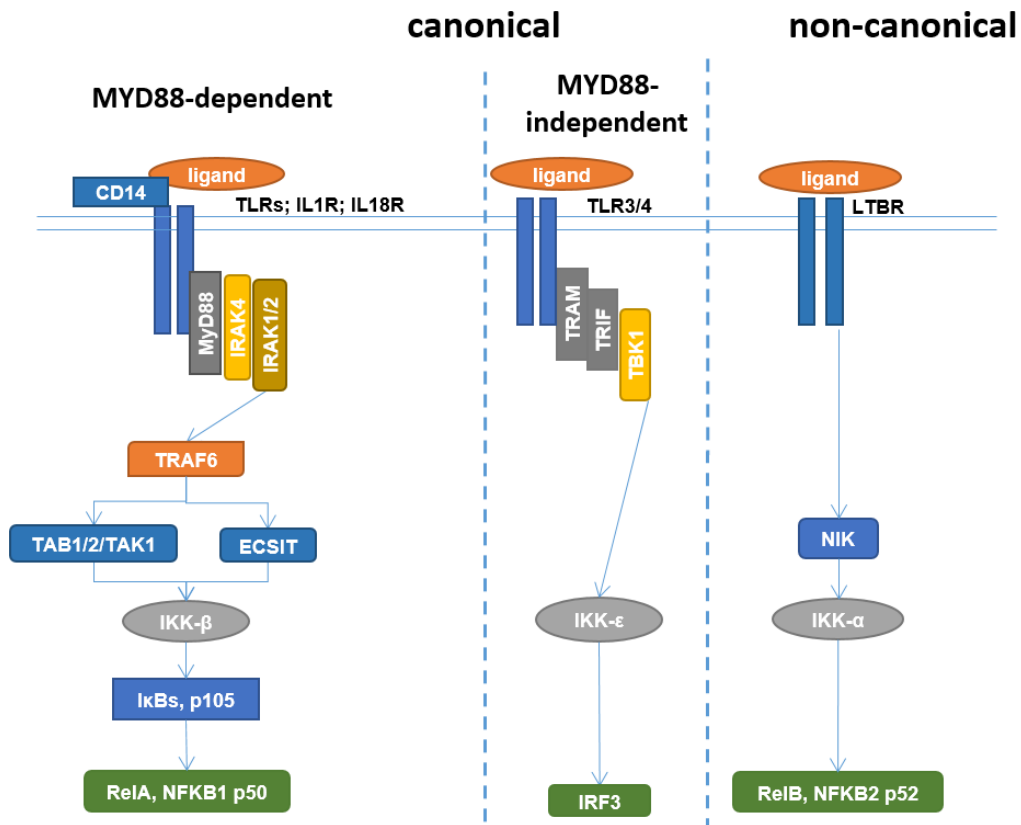 canonical
non-canonical
MYD88-dependent
MYD88-
independent
ligand
CD14
TLRs; IL1R; IL18R
MyD88
IRAK4
IRAK1/2
TRAF6
TAB1/2/TAK1
ECSIT
IKK-β
IκBs, p105
RelA, NFKB1 p50
ligand
TLR3/4
TRAM
TRIF
TBK1
IKK-ε
IRF3
ligand
LTBR
NIK
IKK-α
RelB, NFKB2 p52